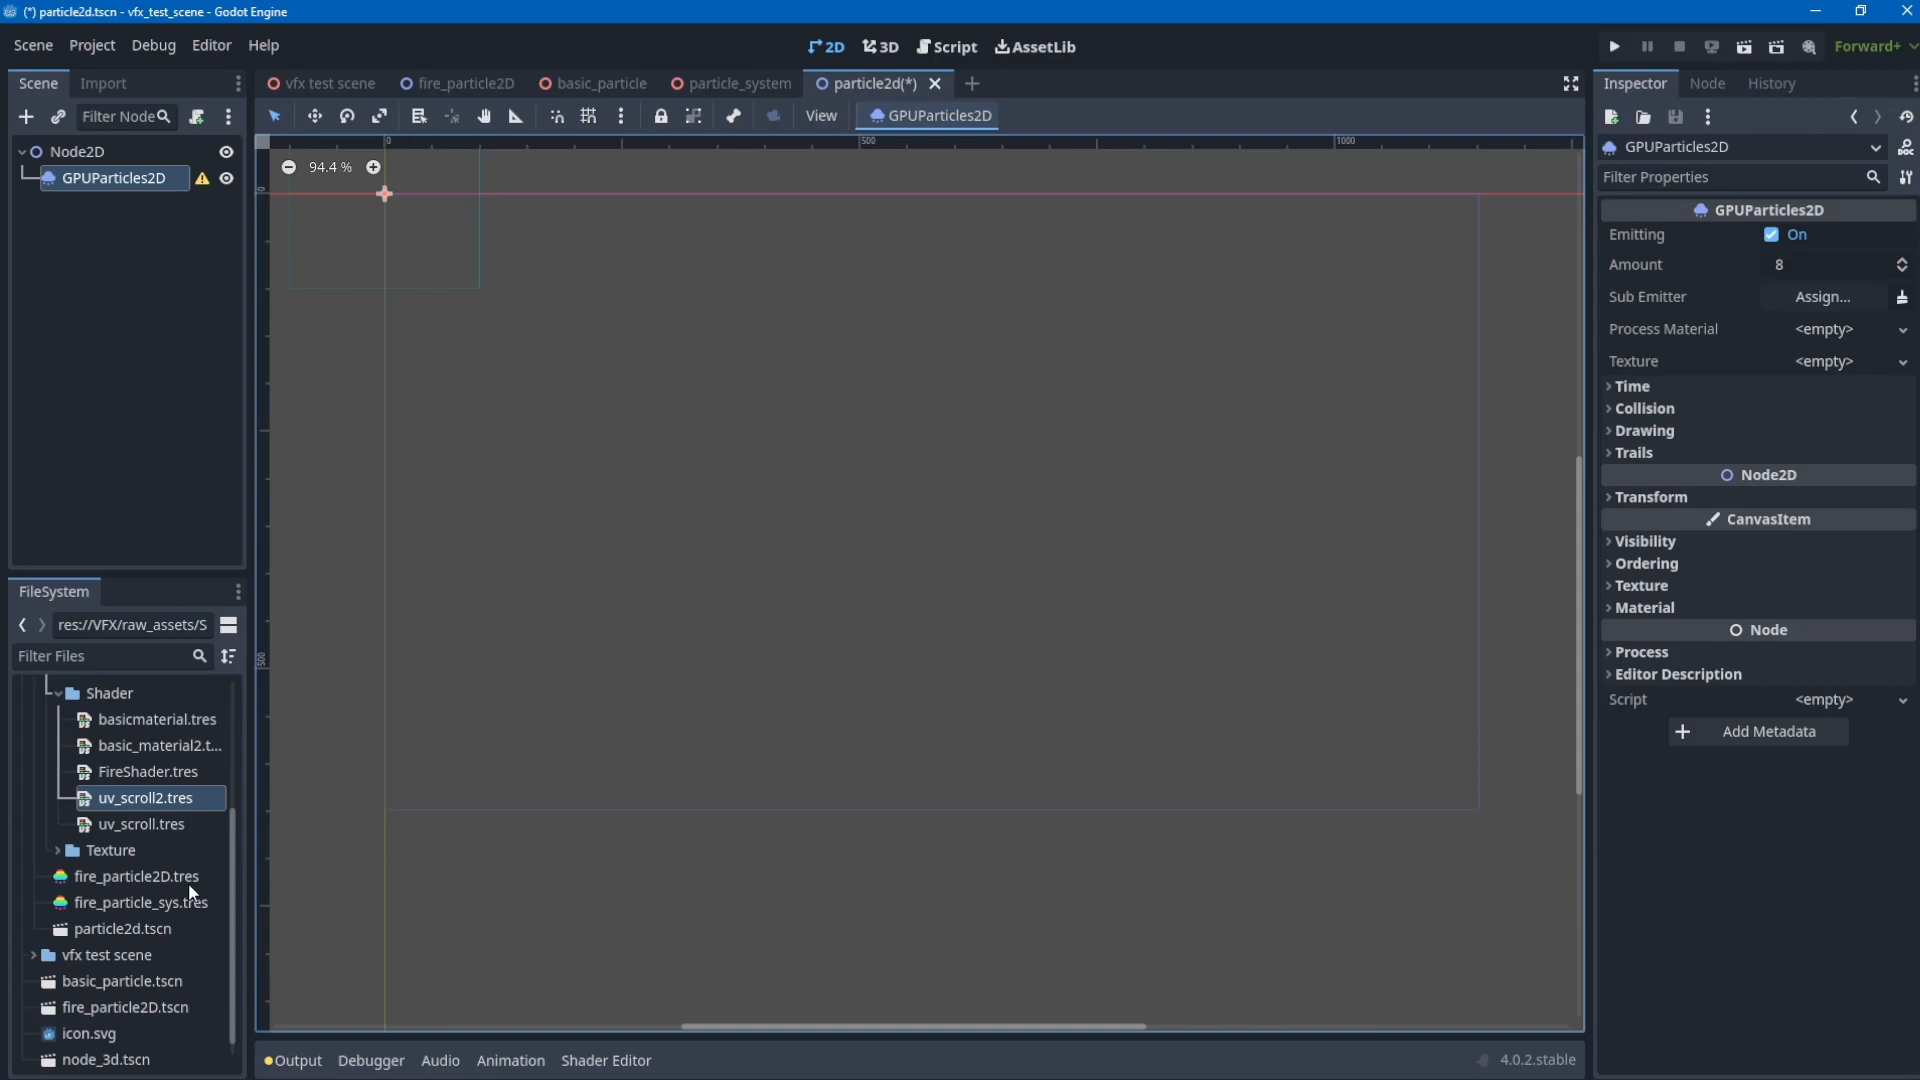 (*) particle2d.tscn - vfx_test_scene - Godot Engine
Scene Project Debug Editor Help
2D 3D Script AssetLib
Forward+
Scene Import
vfx test scene fire_particle2D basic_particle particle_system particle2d(*)
Inspector Node History
Filter Node
View GPUParticles2D
0 500 1000
94.4 %
0
500
Node2D
GPUParticles2D
GPUParticles2D
Filter Properties
GPUParticles2D
Emitting On
Amount 8
Sub Emitter Assign...
Process Material <empty>
Texture <empty>
Time
Collision
Drawing
Trails
Node2D
Transform
CanvasItem
Visibility
Ordering
Texture
Material
Node
Process
Editor Description
Script <empty>
Add Metadata
FileSystem
res://VFX/raw_assets/S
Filter Files
Shader
basicmaterial.tres
basic_material2.t...
FireShader.tres
uv_scroll2.tres
uv_scroll.tres
Texture
fire_particle2D.tres
fire_particle_sys.tres
particle2d.tscn
vfx test scene
basic_particle.tscn
fire_particle2D.tscn
icon.svg
node_3d.tscn
Output Debugger Audio Animation Shader Editor
4.0.2.stable